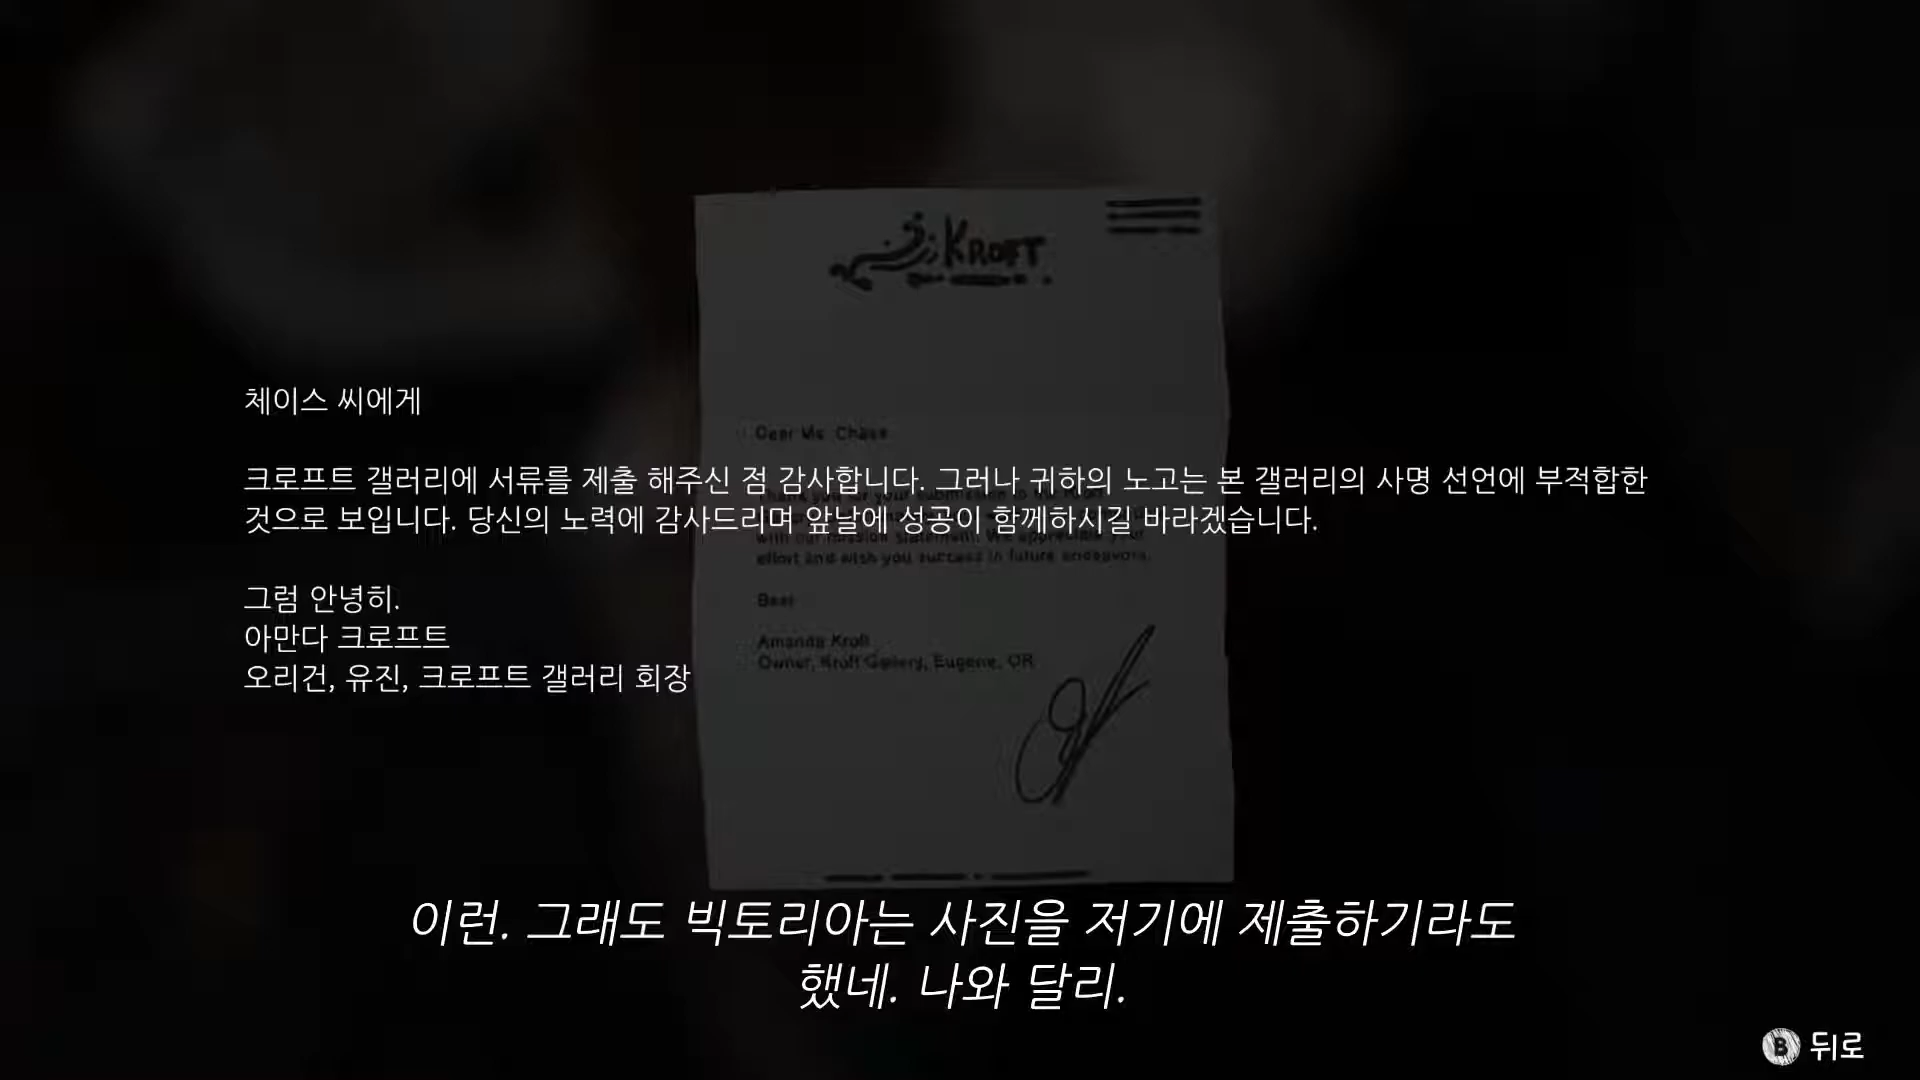 KROFT
Dear Ms. Chase
체이스 씨에게
크로프트 갤러리에 서류를 제출 해주신 점 감사합니다. 그러나 귀하의 노고는 본 갤러리의 사명 선언에 부적합한
것으로 보입니다. 당신의 노력에 감사드리며 앞날에 성공이 함께하시길 바라겠습니다.
with our mission statement. We appreciate your
effort and wish you success in future endeavors.
Best
그럼 안녕히.
아만다 크로프트
오리건, 유진, 크로프트 갤러리 회장
Amanda Kroft
Owner, Kroft Gallery, Eugene, OR
이런. 그래도 빅토리아는 사진을 저기에 제출하기라도
했네. 나와 달리.
B 뒤로